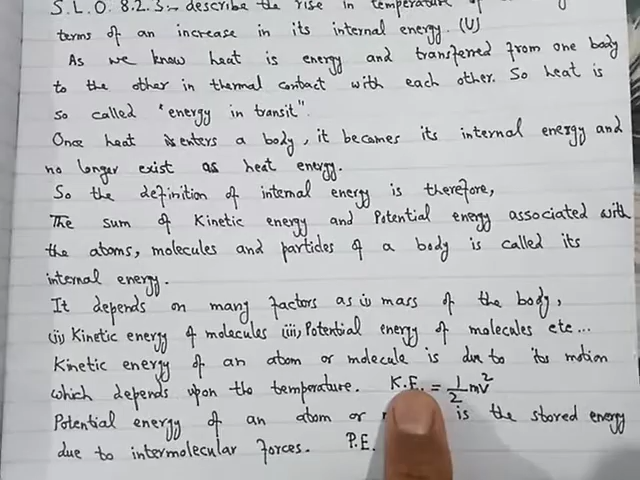 S.L.O. 8.2.3:- describe the rise in temperature
terms of an increase in its internal energy. (U)
As we know heat is energy and transferred from one body
to the other in thermal contact with each other. So heat is
so called "energy in transit".
Once heat enters a body, it becomes its internal energy and
no longer exist as heat energy.
So the definition of internal energy is therefore,
The sum of Kinetic energy and Potential energy associated with
the atoms, molecules and particles of a body is called its
internal energy.
It depends on many factors as (i) mass of the body,
(ii) Kinetic energy of molecules (iii) Potential energy of molecules etc...
Kinetic energy of an atom or molecule is due to its motion
which depends upon the temperature. K.E. = 1/2 mv²
Potential energy of an atom or is the stored energy
due to intermolecular forces. P.E.